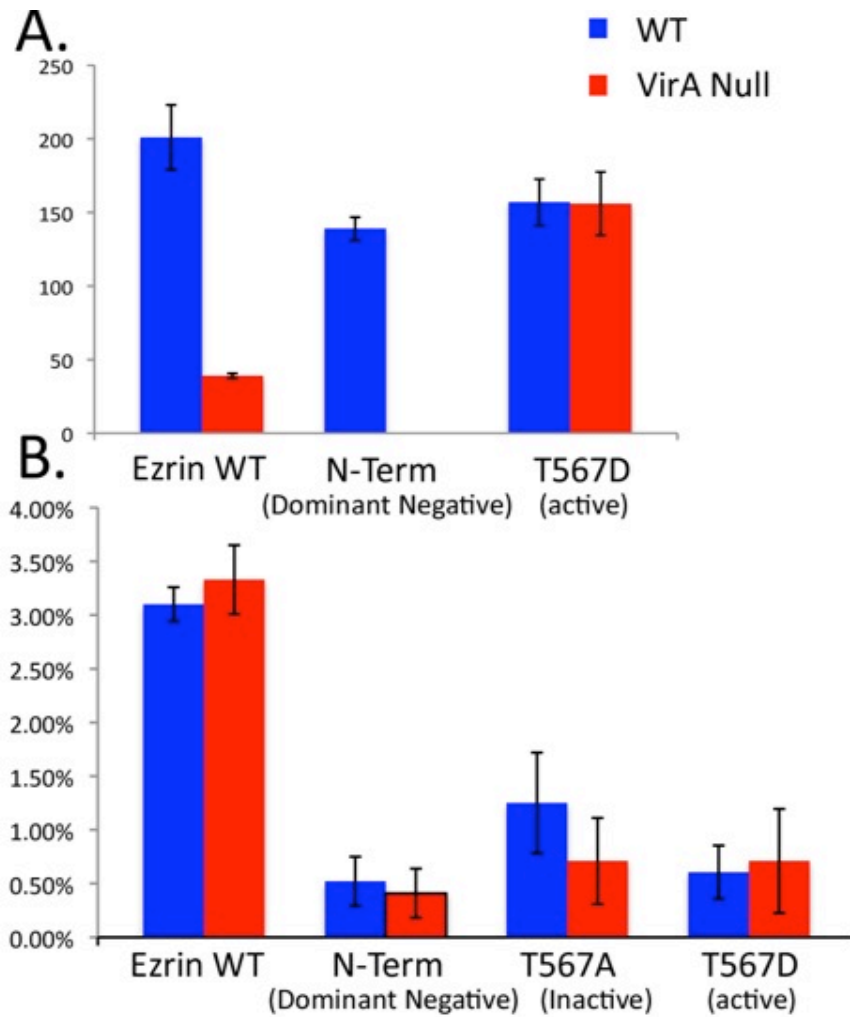 A.
WT
VirA Null
250
200
150
100
50
0
Ezrin WT N-Term T567D
(Dominant Negative) (active)
B.
4.00%
3.50%
3.00%
2.50%
2.00%
1.50%
1.00%
0.50%
0.00%
Ezrin WT N-Term T567A T567D
(Dominant Negative) (Inactive) (active)